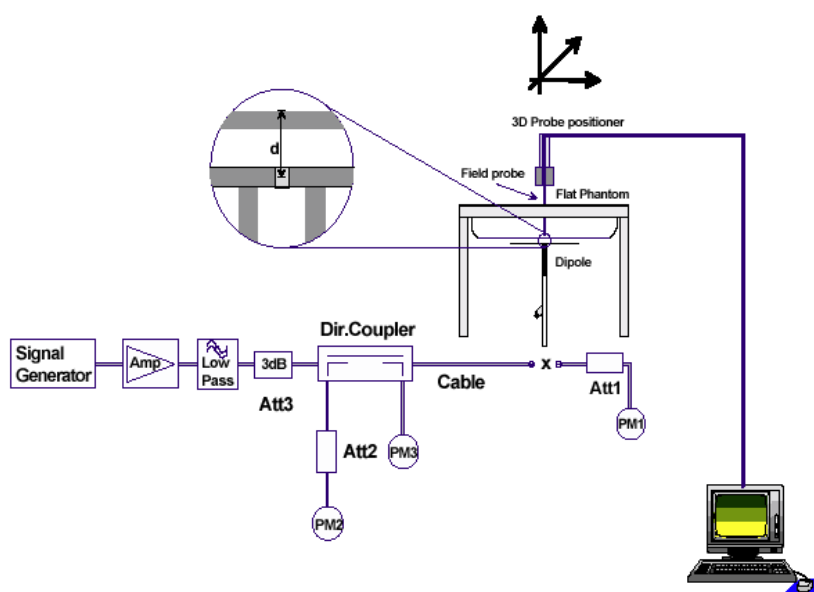 3D Probe positioner
d
Field probe
Flat Phantom
Dipole
Dir.Coupler
Signal
Generator
Amp
Low
Pass
3dB
Cable
x
Att1
Att3
PM1
Att2
PM3
PM2